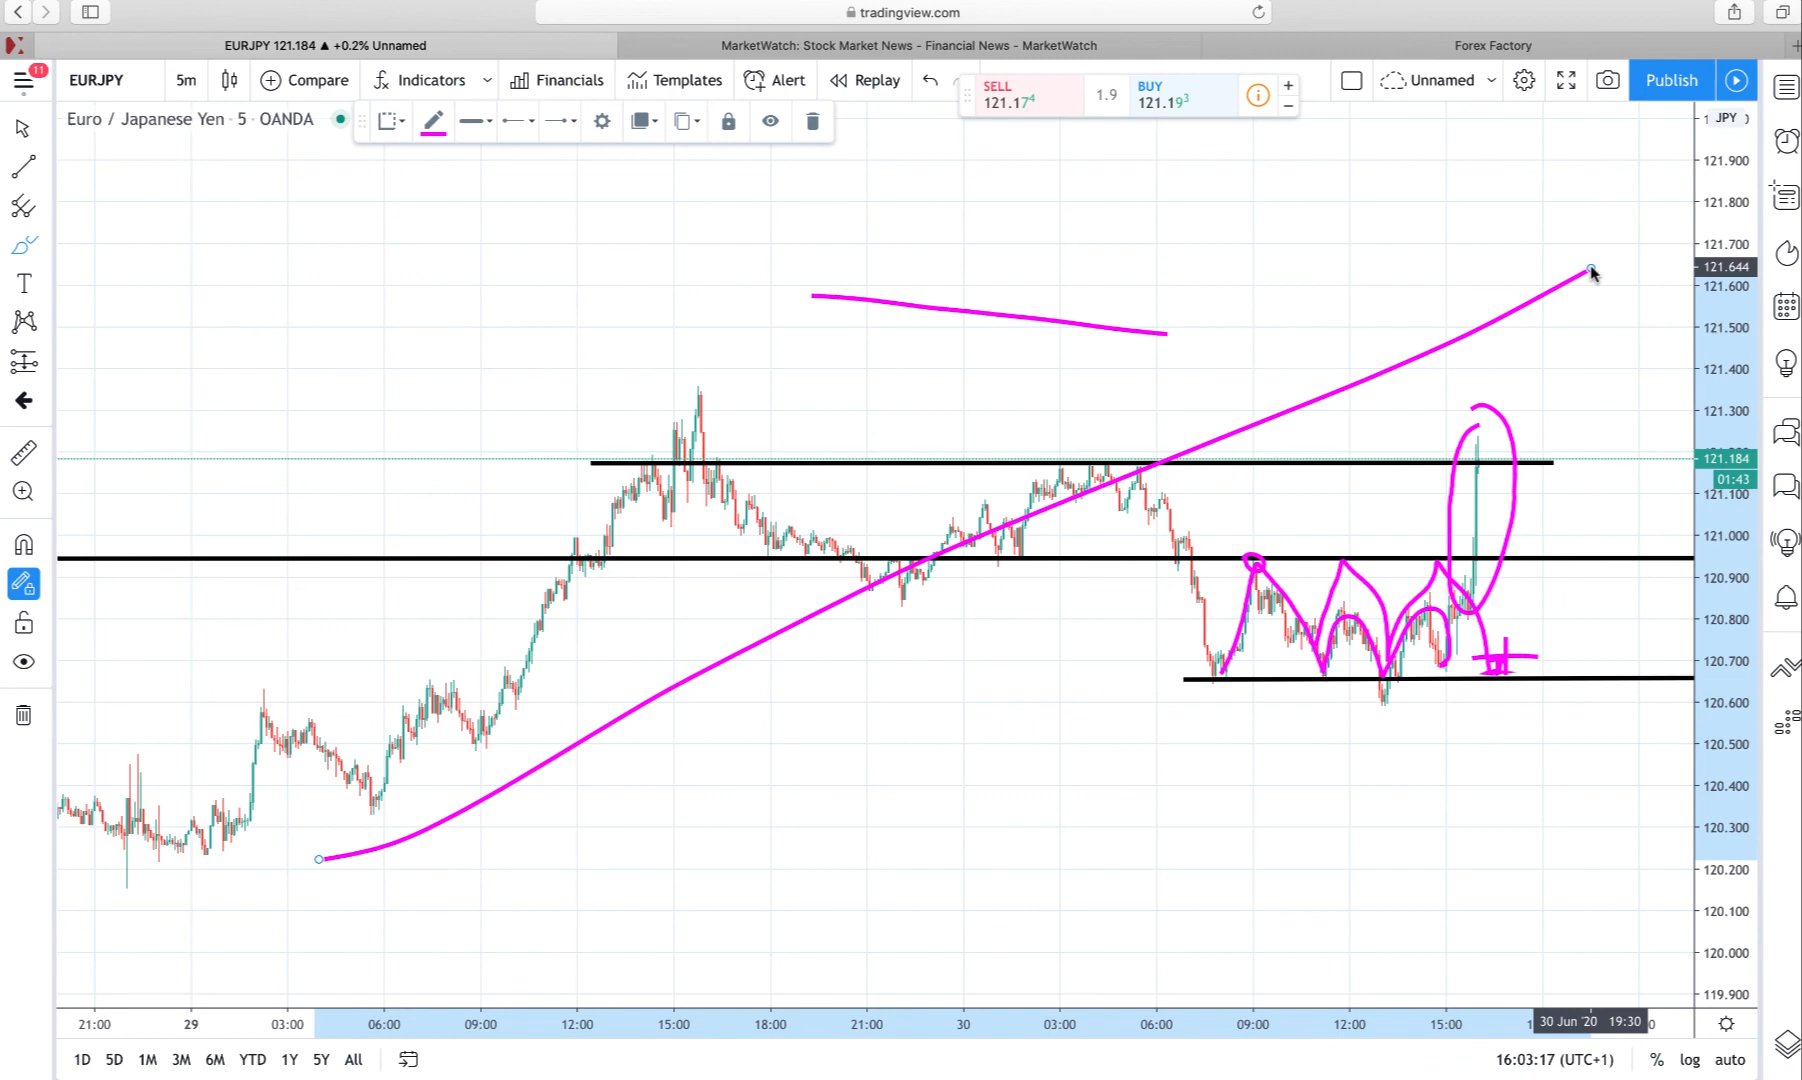 tradingview.com
EURJPY 121.184 ▲ +0.2% Unnamed
MarketWatch: Stock Market News - Financial News - MarketWatch
Forex Factory
11
EURJPY
5m
Compare
Indicators
Financials
Templates
Alert
Replay
SELL
121.17⁴
1.9
BUY
121.19³
Unnamed
Publish
Euro / Japanese Yen · 5 · OANDA
JPY
121.900
121.800
121.700
121.644
121.600
121.500
121.400
121.300
121.184
01:43
121.100
121.000
120.900
120.800
120.700
120.600
120.500
120.400
120.300
120.200
120.100
120.000
119.900
21:00 29 03:00 06:00 09:00 12:00 15:00 18:00 21:00 30 03:00 06:00 09:00 12:00 15:00 30 Jun '20 19:30
1D 5D 1M 3M 6M YTD 1Y 5Y All
16:03:17 (UTC+1) % log auto